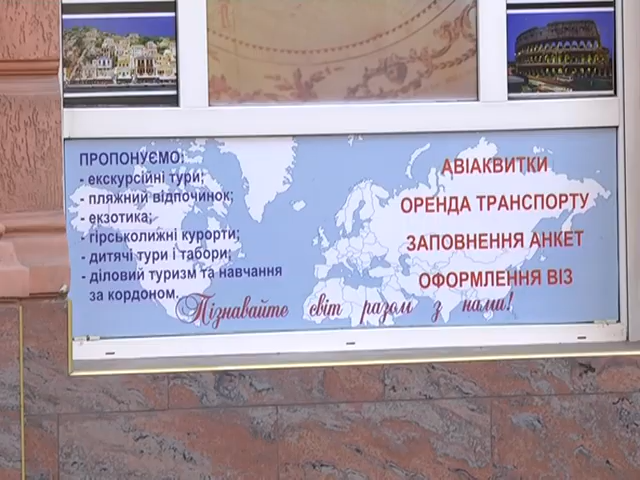 ПРОПОНУЄМО:
- екскурсійні тури;
- пляжний відпочинок;
- екзотика;
- гірськолижні курорти;
- дитячі тури і табори;
- діловий туризм та навчання
за кордоном.
АВІАКВИТКИ
ОРЕНДА ТРАНСПОРТУ
ЗАПОВНЕННЯ АНКЕТ
ОФОРМЛЕННЯ ВІЗ
Пізнавайте світ разом з нами!